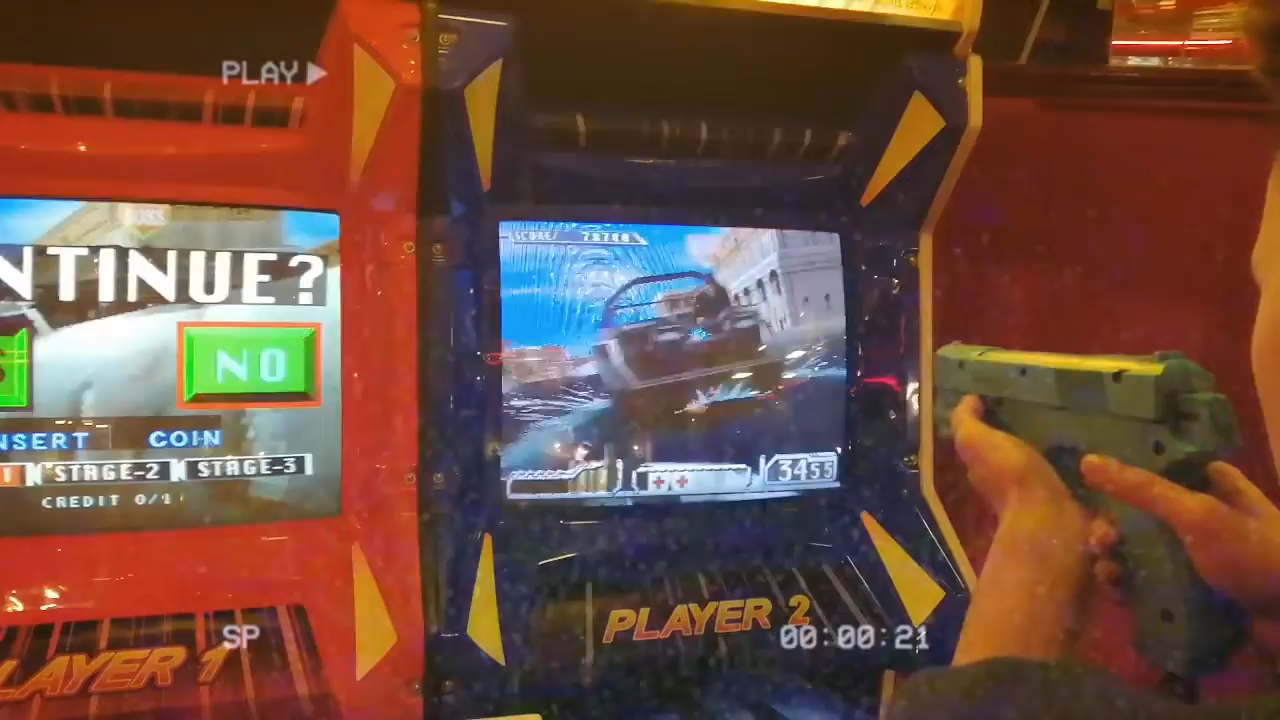 PLAY
NTINUE?
NO
NSERT COIN
1 STAGE-2 STAGE-3
CREDIT 0/1
SCORE/
3455
PLAYER 2
00:00:21
SP
LAYER 1